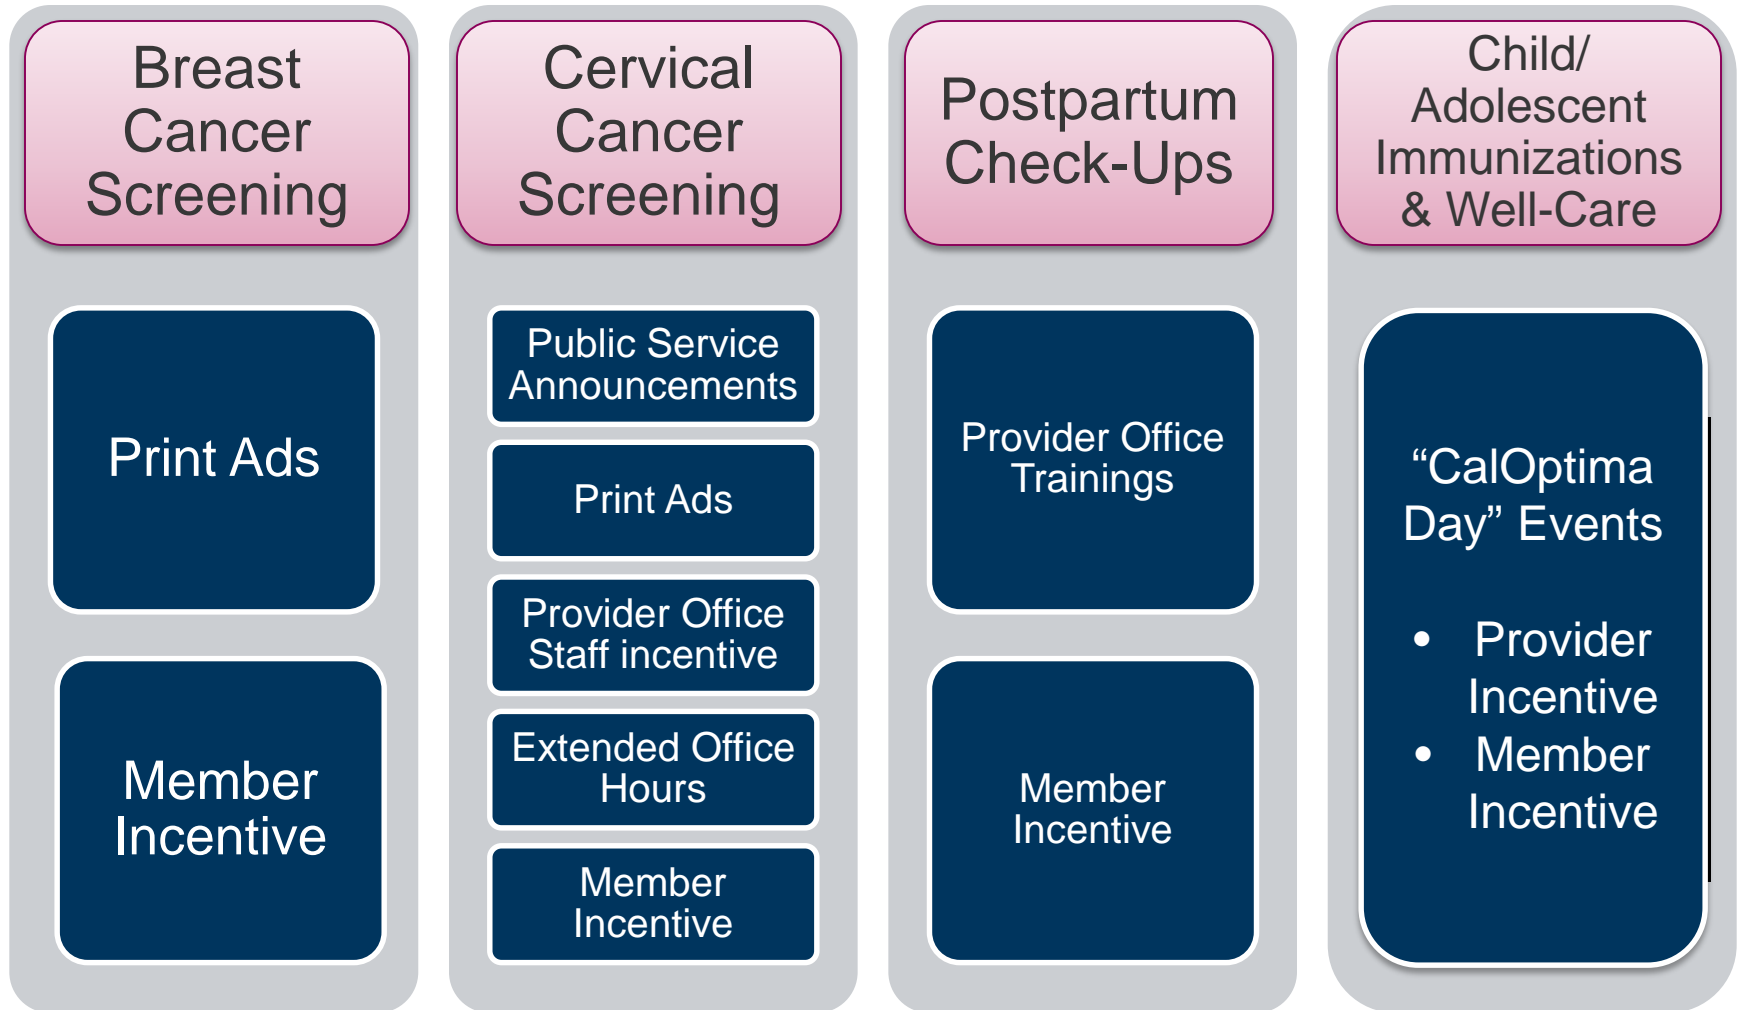 Breast
Cancer
Screening
Print Ads
Member
Incentive
Cervical
Cancer
Screening
Public Service
Announcements
Print Ads
Provider Office
Staff incentive
Extended Office
Hours
Member
Incentive
Postpartum
Check-Ups
Provider Office
Trainings
Member
Incentive
Child/
Adolescent
Immunizations
& Well-Care
“CalOptima
Day” Events
• Provider
Incentive
• Member
Incentive